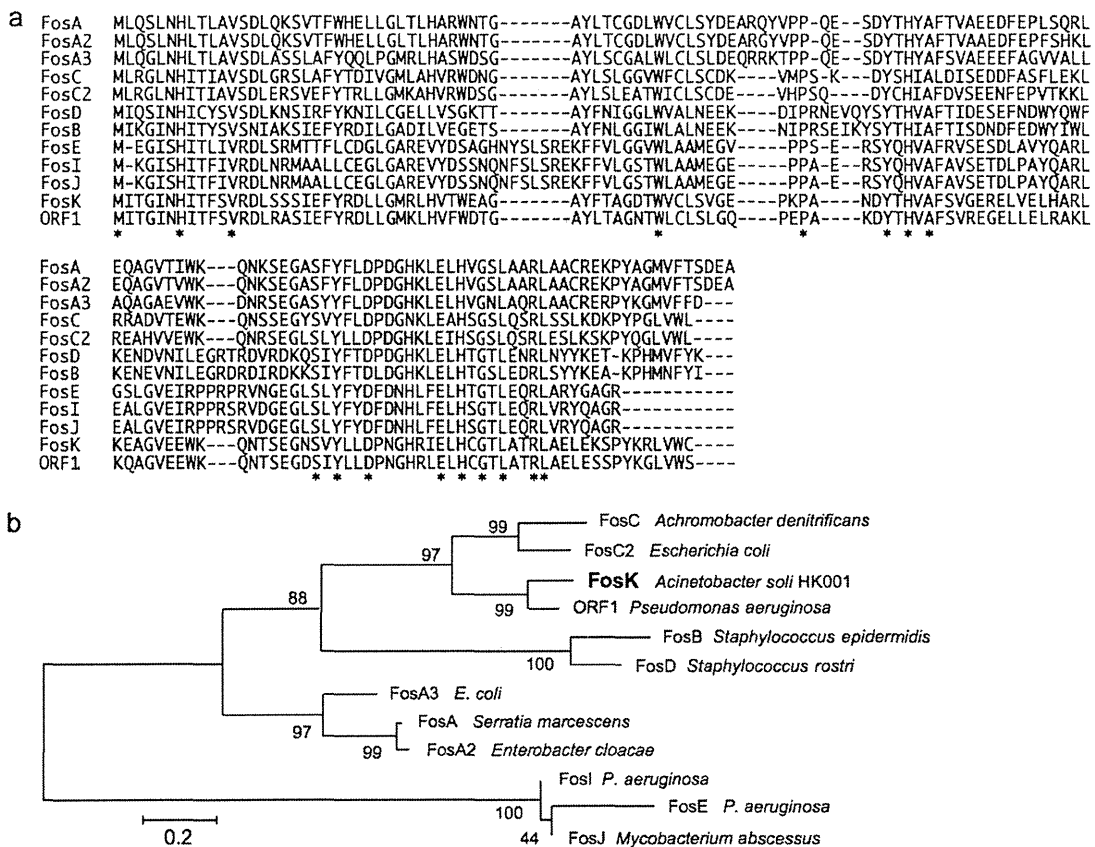 a
FosA MLQSLNHLTLAVSDLQKSVTFWHELLGLTLHARWNTG-------AYLTCGDLWVCLSYDEARQYVPP-QE--SDYTHYAFTVAEEDFEPLSQRL
FosA2 MLQSLNHLTLAVSDLQKSVTFWHELLGLTLHARWNTG-------AYLTCGDLWVCLSYDEARGYVPP-QE--SDYTHYAFTVAAEDFEPFSHKL
FosA3 MLQGLNHLTLAVSDLASSLAFYQQLPGMRLHASWDSG-------AYLSCGALWLCLSLDEQRRKTPP-QE--SDYTHYAFSVAEEEFAGVVALL
FosC MLRGLNHITIAVSDLGRSLAFYTDIVGMLAHVRWDNG-------AYLSLGGVWFCLSCDK---VMPS-K----DYSHIALDISEDDFASFLEKL
FosC2 MLRGLNHITIAVSDLERSVEFYTRLLGMKAHVRWDSG-------AYLSLEATWICLSCDE---VHPSQ----DYCHIAFDVSEENFEPVTKKL
FosD MIQSINHICYSVSDLKNSIRFYKNILCGELLVSGKTT-------AYFNIGGLWVALNEEK---DIPRNEVQYSYTHVAFTIDESEFNDWYQWF
FosB MIKGINHITYSVSNIAKSIEFYRDILGADILVEGETS-------AYFNLGGIWLALNEEK---NIPRSEIKYSYTHIAFTISDNDFEDWYIWL
FosE M-EGISHITLIVRDLSRMTTFLCDGLGAREVYDSAGHNYSLSREKFFVLGGVWLAAMEGV----PPS-E--RSYQHVAFRVSESDLAVYQARL
FosI M-KGISHITFIVRDLNRMAALLCEGLGAREVYDSSNQNFSLSREKFFVLGSTWLAAMEGE----PPA-E--RSYQHVAFAVSETDLPAYQARL
FosJ M-KGISHITFIVRDLNRMAALLCEGLGAREVYDSSNQNFSLSREKFFVLGSTWLAAMEGE----PPA-E--RSYQHVAFAVSETDLPAYQARL
FosK MITGINHITFSVRDLSSSIEFYRDLLGMRLHVTWEAG-------AYFTAGDTWVCLSVGE---PKPA----NDYTHVAFSVGERELVELHARL
ORF1 MITGINHITFSVRDLRASIEFYRDLLGMKLHVFWDTG-------AYLTAGNTWLCLSLGQ---PEPA----KDYTHVAFSVREGELLELRAKL
* * * * * * * *
FosA EQAGVTIWK---QNKSEGASFYFLDPDGHKLELHVGSLAARLAACREKPYAGMVFTSDEA
FosA2 EQAGVTVWK---QNKSEGASFYFLDPDGHKLELHVGSLAARLAACREKPYAGMVFTSDEA
FosA3 AQAGAEVWK---DNRSEGASYYFLDPDGHKLELHVGNLAQRLAACRERPYKGMVFFD---
FosC RRADVTEWK---QNSSEGYSVYFLDPDGNKLEAHSGSLQSRLSSLKDKPYPGLVWL----
FosC2 REAHVVEWK---QNRSEGLSLYLLDPDGHKLEIHSGSLQSRLESLKSKPYQGLVWL----
FosD KENDVNILEGRTRDVRDKQSIYFTDPDGHKLELHTGTLENRLNYYKET-KPHMVFYK---
FosB KENEVNILEGRDRDIRDKKSIYFTDLDGHKLELHTGSLEDRLSYYKEA-KPHMNFYI---
FosE GSLGVEIRPPRPRVNGEGLSLYFYDFDNHLFELHSGTLEQRLARYGAGR-----------
FosI EALGVEIRPPRSRVDGEGLSLYFYDFDNHLFELHSGTLEQRLVRYQAGR-----------
FosJ EALGVEIRPPRSRVDGEGLSLYFYDFDNHLFELHSGTLEQRLVRYQAGR-----------
FosK KEAGVEEWK---QNTSEGNSVYLLDPNGHRIELHCGTLATRLAELEKSPYKRLVWC----
ORF1 KQAGVEEWK---QNTSEGDSIYLLDPNGHRLELHCGTLATRLAELESSPYKGLVWS----
* * * * * * * **
b
99 FosC Achromobacter denitrificans
97 FosC2 Escherichia coli
FosK Acinetobacter soli HK001
88
99 ORF1 Pseudomonas aeruginosa
FosB Staphylococcus epidermidis
100 FosD Staphylococcus rostri
FosA3 E. coli
97 FosA Serratia marcescens
99 FosA2 Enterobacter cloacae
FosI P. aeruginosa
100 FosE P. aeruginosa
0.2 44 FosJ Mycobacterium abscessus